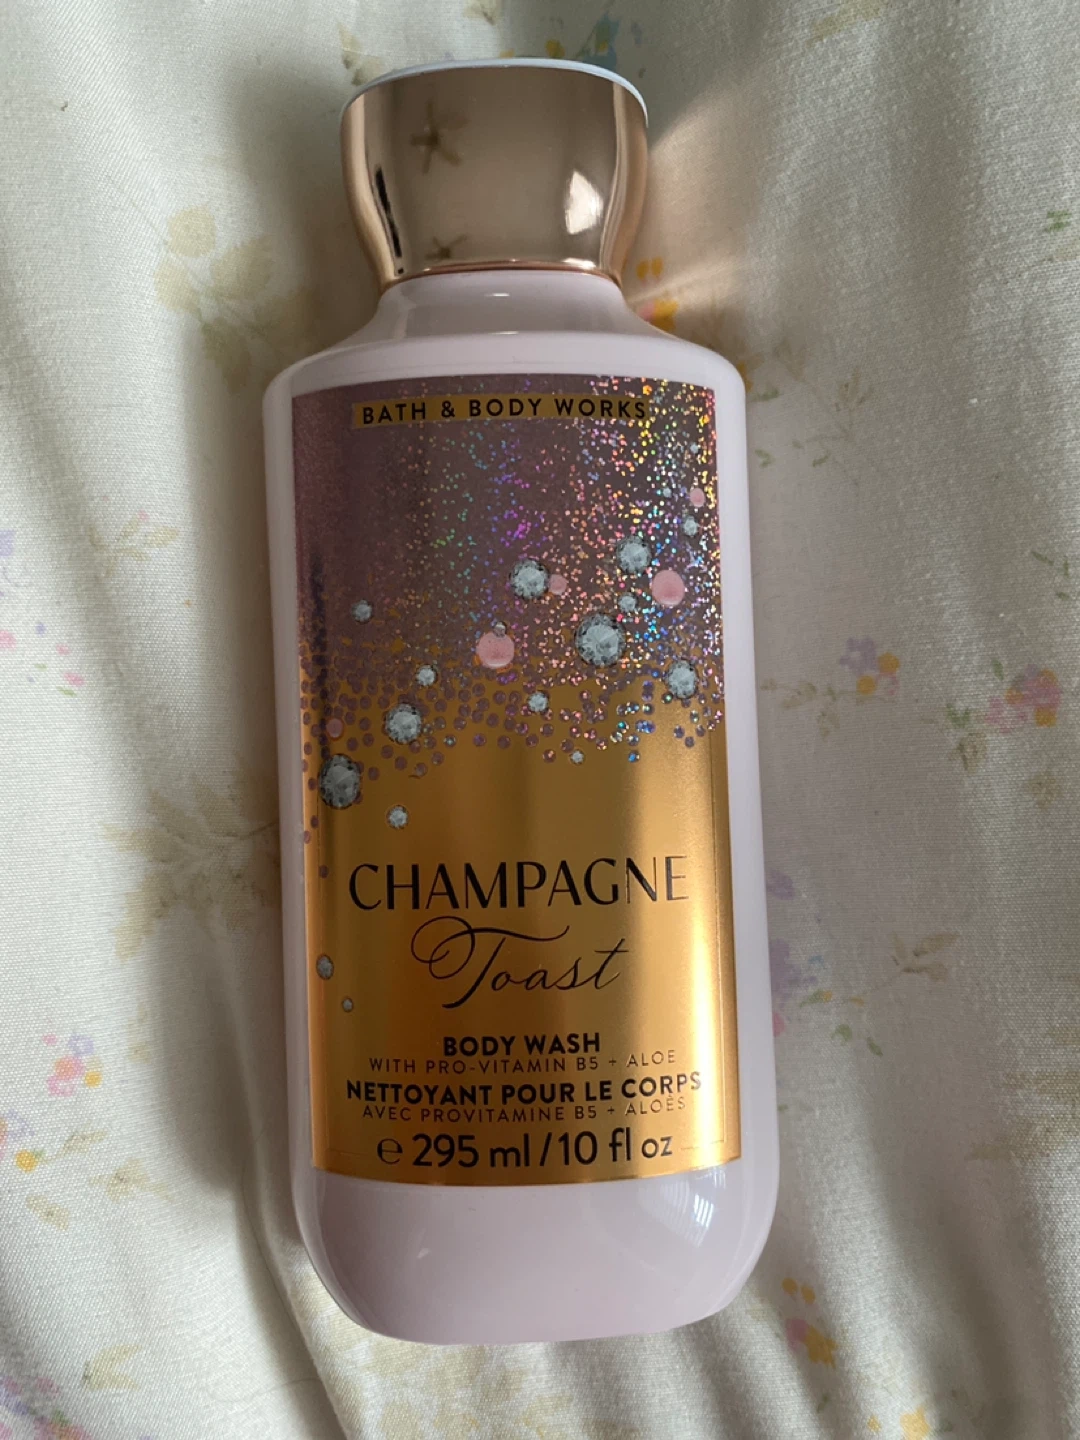 BATH & BODY WORKS
CHAMPAGNE
Toast
BODY WASH
WITH PRO-VITAMIN B5 + ALOE
NETTOYANT POUR LE CORPS
AVEC PROVITAMINE B5 + ALOÈS
℮ 295 ml / 10 fl oz